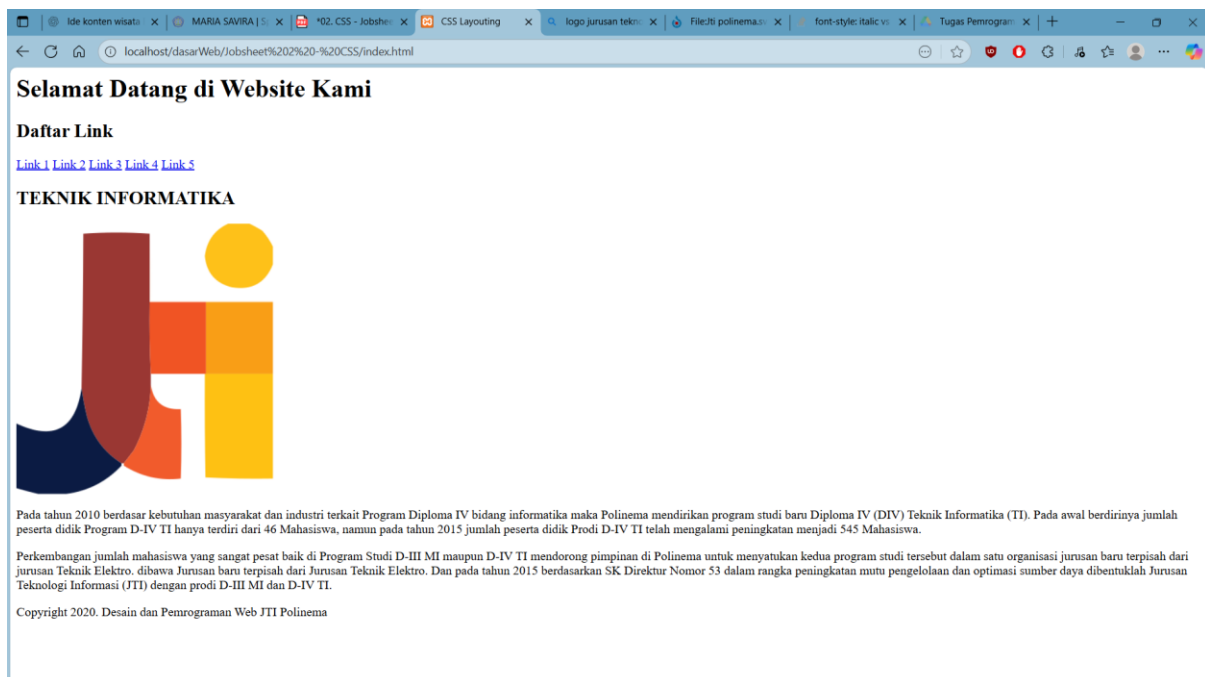 Ide konten wisata
MARIA SAVIRA |
*02. CSS - Jobshee
CSS Layouting
logo jurusan tekno
File:Jti polinema.sv
font-style: italic vs
Tugas Pemrogram
localhost/dasarWeb/Jobsheet%202%20-%20CSS/index.html
Selamat Datang di Website Kami
Daftar Link
Link 1 Link 2 Link 3 Link 4 Link 5
TEKNIK INFORMATIKA
Jti
Pada tahun 2010 berdasar kebutuhan masyarakat dan industri terkait Program Diploma IV bidang informatika maka Polinema mendirikan program studi baru Diploma IV (DIV) Teknik Informatika (TI). Pada awal berdirinya jumlah
peserta didik Program D-IV TI hanya terdiri dari 46 Mahasiswa, namun pada tahun 2015 jumlah peserta didik Prodi D-IV TI telah mengalami peningkatan menjadi 545 Mahasiswa.
Perkembangan jumlah mahasiswa yang sangat pesat baik di Program Studi D-III MI maupun D-IV TI mendorong pimpinan di Polinema untuk menyatukan kedua program studi tersebut dalam satu organisasi jurusan baru terpisah dari
jurusan Teknik Elektro. dibawa Jurusan baru terpisah dari Jurusan Teknik Elektro. Dan pada tahun 2015 berdasarkan SK Direktur Nomor 53 dalam rangka peningkatan mutu pengelolaan dan optimasi sumber daya dibentuklah Jurusan
Teknologi Informasi (JTI) dengan prodi D-III MI dan D-IV TI.
Copyright 2020. Desain dan Pemrograman Web JTI Polinema